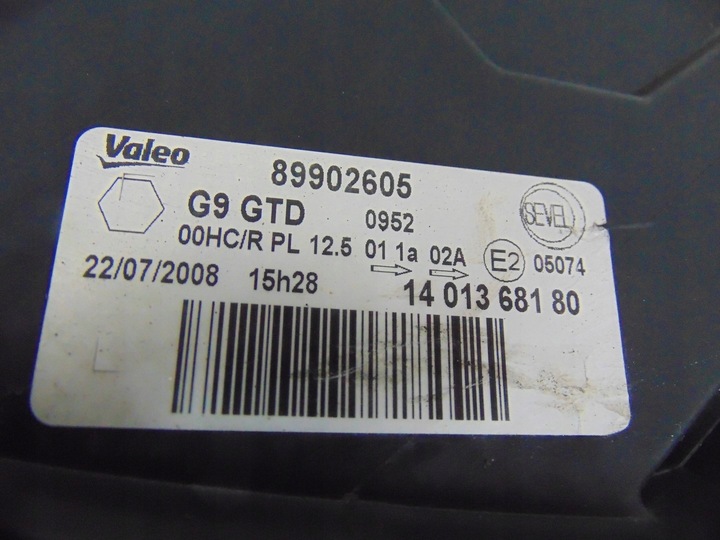 Valeo 89902605
G9 GTD 0952 SEVEL
00HC/R PL 12.5 01 1a 02A E2 05074
22/07/2008 15h28 14 013 681 80